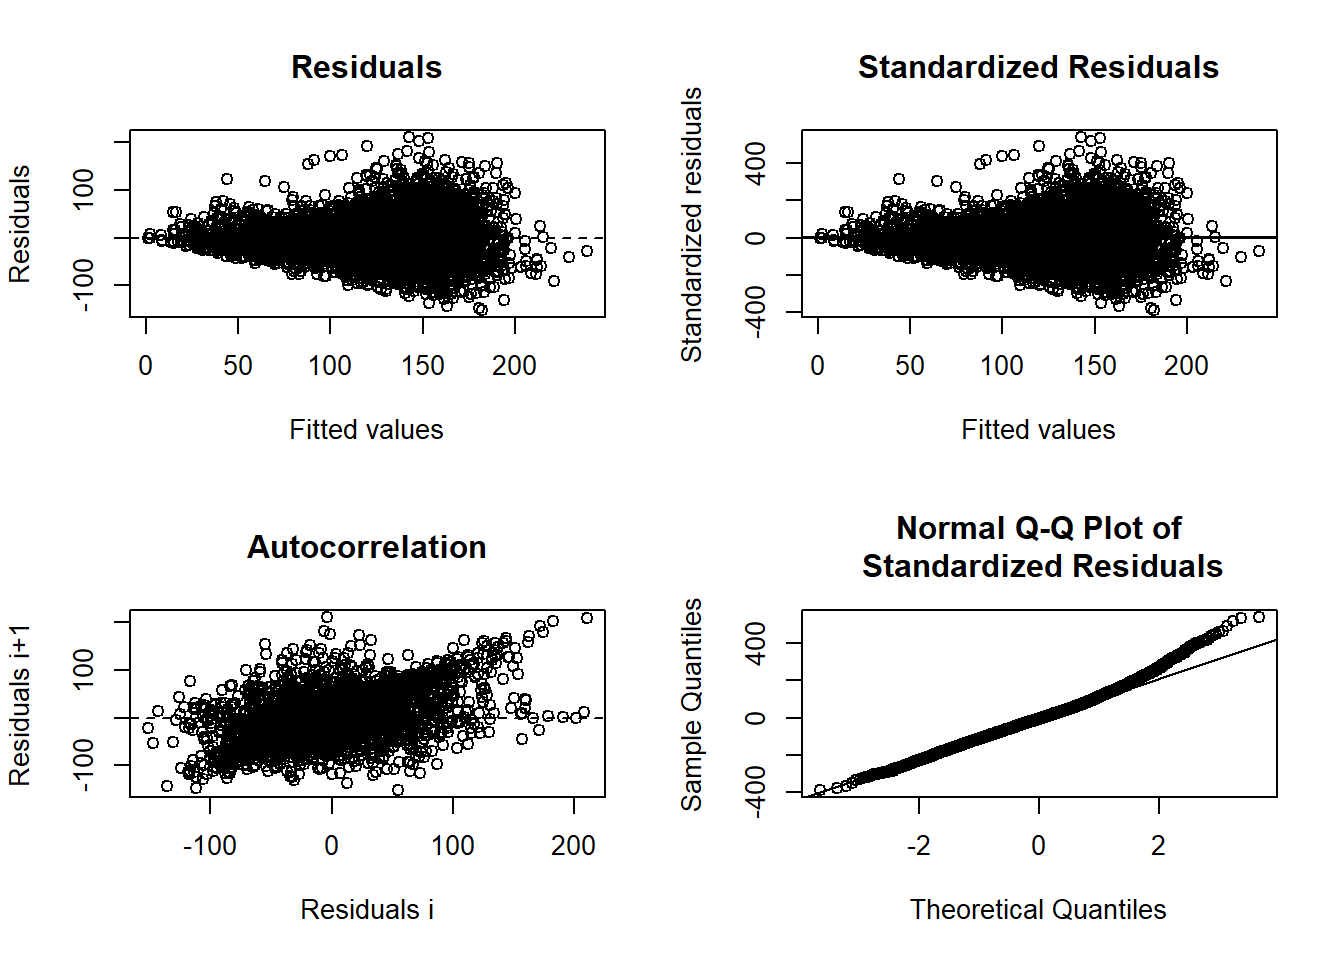 Residuals
Residuals
100
-100
0 50 100 150 200
Fitted values
Standardized Residuals
Standardized residuals
400
0
-400
0 50 100 150 200
Fitted values
Autocorrelation
Residuals i+1
100
-100
-100 0 100 200
Residuals i
Normal Q-Q Plot of
Standardized Residuals
Sample Quantiles
400
0
-400
-2 0 2
Theoretical Quantiles